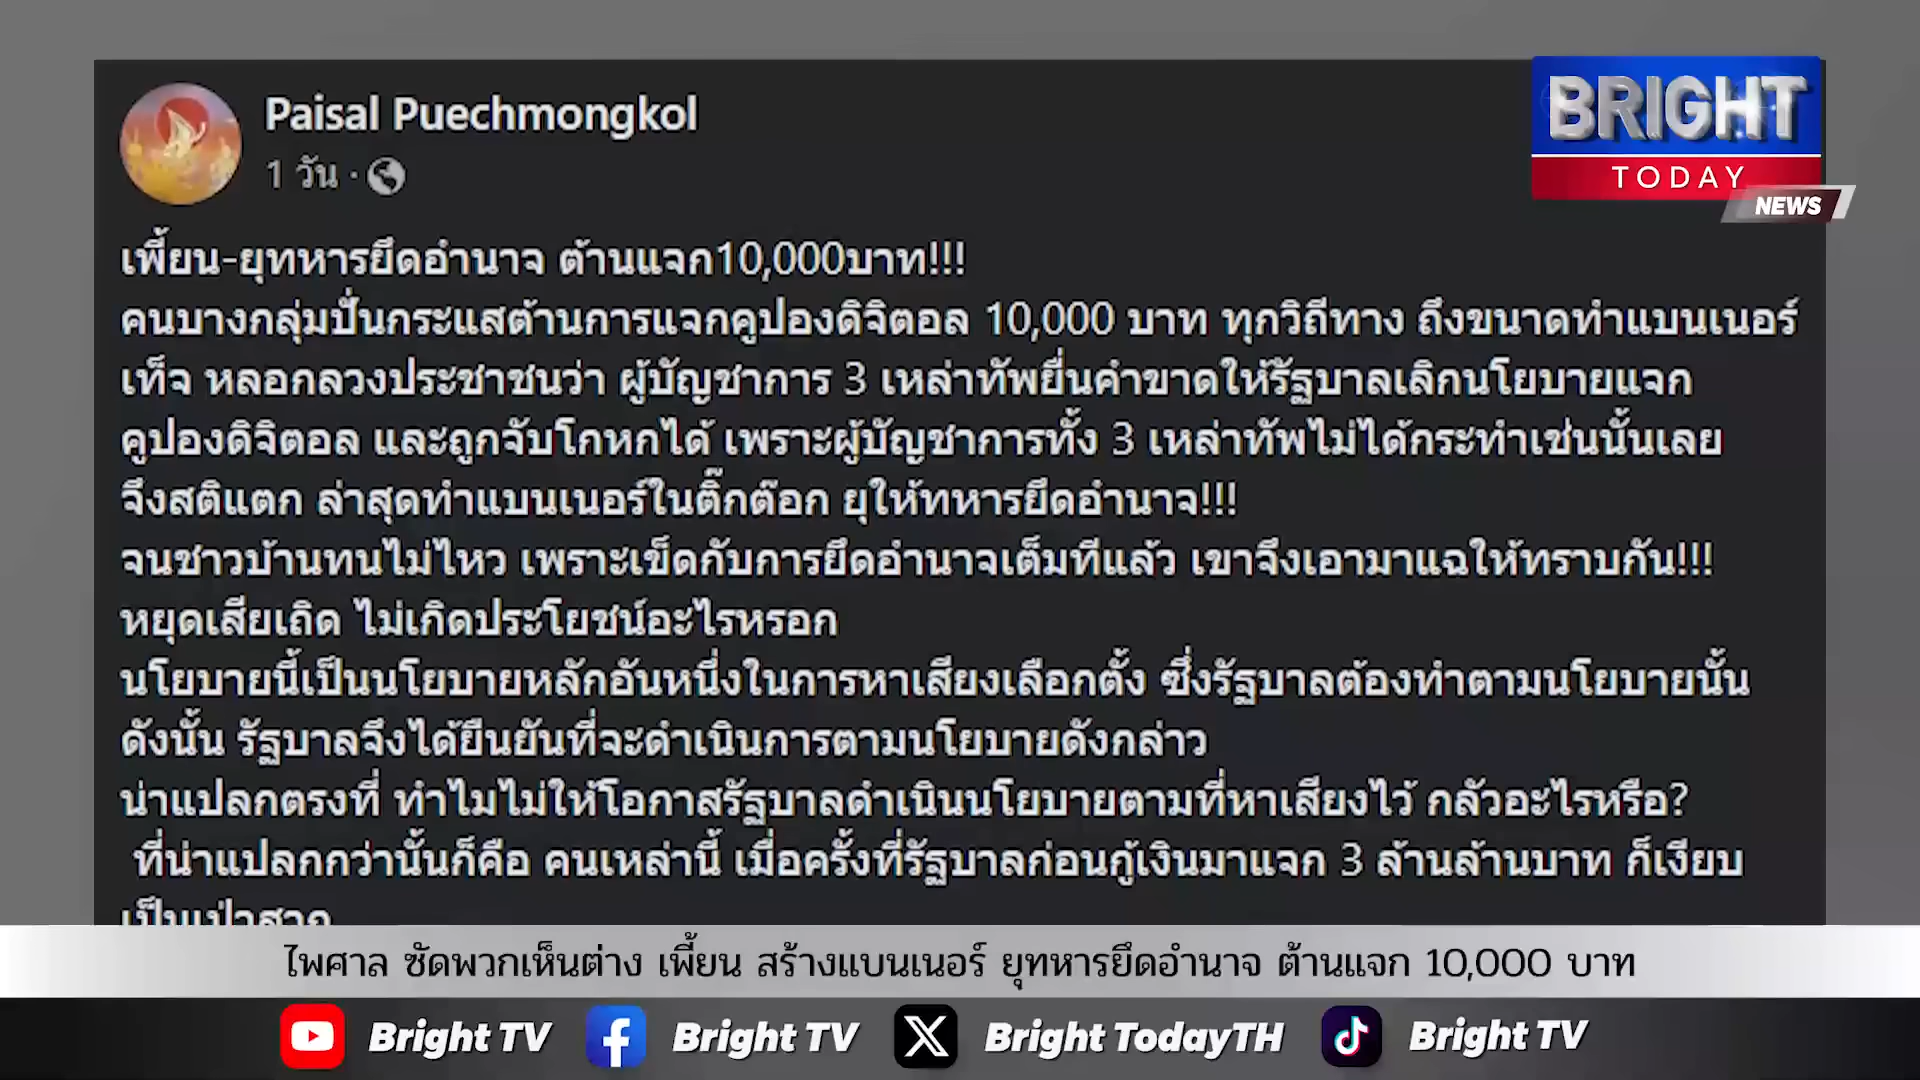 Paisal Puechmongkol
1 วัน ·
BRIGHT
TODAY
NEWS
เพี้ยน-ยุทหารยึดอำนาจ ต้านแจก10,000บาท!!!
คนบางกลุ่มปั่นกระแสต้านการแจกคูปองดิจิตอล 10,000 บาท ทุกวิถีทาง ถึงขนาดทำแบนเนอร์
เท็จ หลอกลวงประชาชนว่า ผู้บัญชาการ 3 เหล่าทัพยื่นคำขาดให้รัฐบาลเลิกนโยบายแจก
คูปองดิจิตอล และถูกจับโกหกได้ เพราะผู้บัญชาการทั้ง 3 เหล่าทัพไม่ได้กระทำเช่นนั้นเลย
จึงสติแตก ล่าสุดทำแบนเนอร์ในติ๊กต๊อก ยุให้ทหารยึดอำนาจ!!!
จนชาวบ้านทนไม่ไหว เพราะเข็ดกับการยึดอำนาจเต็มทีแล้ว เขาจึงเอามาแฉให้ทราบกัน!!!
หยุดเสียเถิด ไม่เกิดประโยชน์อะไรหรอก
นโยบายนี้เป็นนโยบายหลักอันหนึ่งในการหาเสียงเลือกตั้ง ซึ่งรัฐบาลต้องทำตามนโยบายนั้น
ดังนั้น รัฐบาลจึงได้ยืนยันที่จะดำเนินการตามนโยบายดังกล่าว
น่าแปลกตรงที่ ทำไมไม่ให้โอกาสรัฐบาลดำเนินนโยบายตามที่หาเสียงไว้ กลัวอะไรหรือ?
ที่น่าแปลกกว่านั้นก็คือ คนเหล่านี้ เมื่อครั้งที่รัฐบาลก่อนกู้เงินมาแจก 3 ล้านล้านบาท ก็เงียบ
เป็นเป่าสาก
ไพศาล ซัดพวกเห็นต่าง เพี้ยน สร้างแบนเนอร์ ยุทหารยึดอำนาจ ต้านแจก 10,000 บาท
Bright TV Bright TV Bright TodayTH Bright TV